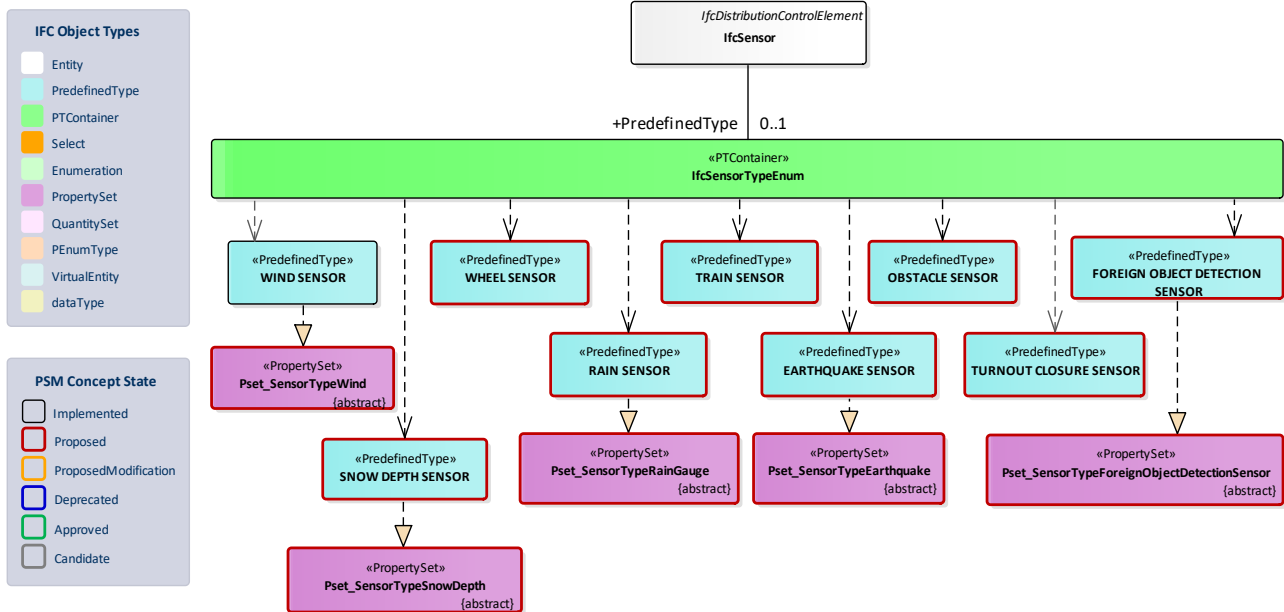 IFC Object Types
Entity
PredefinedType
PTContainer
Select
Enumeration
PropertySet
QuantitySet
PEnumType
VirtualEntity
dataType
PSM Concept State
Implemented
Proposed
ProposedModification
Deprecated
Approved
Candidate
IfcDistributionControlElement
IfcSensor
+PredefinedType 0..1
«PTContainer»
IfcSensorTypeEnum
«PredefinedType»
WIND SENSOR
«PredefinedType»
WHEEL SENSOR
«PredefinedType»
TRAIN SENSOR
«PredefinedType»
OBSTACLE SENSOR
«PredefinedType»
FOREIGN OBJECT DETECTION
SENSOR
«PropertySet»
Pset_SensorTypeWind
{abstract}
«PredefinedType»
RAIN SENSOR
«PredefinedType»
EARTHQUAKE SENSOR
«PredefinedType»
TURNOUT CLOSURE SENSOR
«PredefinedType»
SNOW DEPTH SENSOR
«PropertySet»
Pset_SensorTypeRainGauge
{abstract}
«PropertySet»
Pset_SensorTypeEarthquake
{abstract}
«PropertySet»
Pset_SensorTypeForeignObjectDetectionSensor
{abstract}
«PropertySet»
Pset_SensorTypeSnowDepth
{abstract}